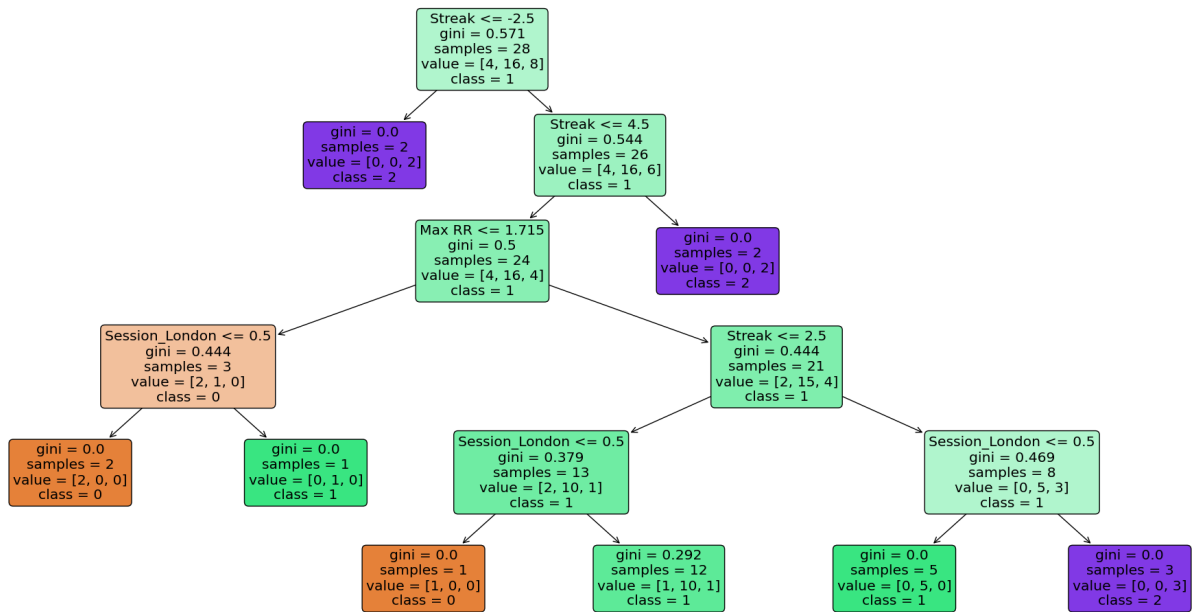 Streak <= -2.5
gini = 0.571
samples = 28
value = [4, 16, 8]
class = 1
gini = 0.0
samples = 2
value = [0, 0, 2]
class = 2
Streak <= 4.5
gini = 0.544
samples = 26
value = [4, 16, 6]
class = 1
Max RR <= 1.715
gini = 0.5
samples = 24
value = [4, 16, 4]
class = 1
gini = 0.0
samples = 2
value = [0, 0, 2]
class = 2
Session_London <= 0.5
gini = 0.444
samples = 3
value = [2, 1, 0]
class = 0
Streak <= 2.5
gini = 0.444
samples = 21
value = [2, 15, 4]
class = 1
gini = 0.0
samples = 2
value = [2, 0, 0]
class = 0
gini = 0.0
samples = 1
value = [0, 1, 0]
class = 1
Session_London <= 0.5
gini = 0.379
samples = 13
value = [2, 10, 1]
class = 1
Session_London <= 0.5
gini = 0.469
samples = 8
value = [0, 5, 3]
class = 1
gini = 0.0
samples = 1
value = [1, 0, 0]
class = 0
gini = 0.292
samples = 12
value = [1, 10, 1]
class = 1
gini = 0.0
samples = 5
value = [0, 5, 0]
class = 1
gini = 0.0
samples = 3
value = [0, 0, 3]
class = 2